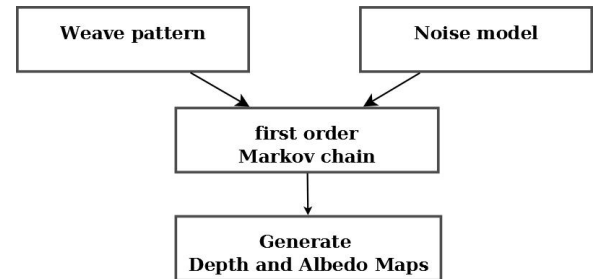 Weave pattern
Noise model
first order
Markov chain
Generate
Depth and Albedo Maps